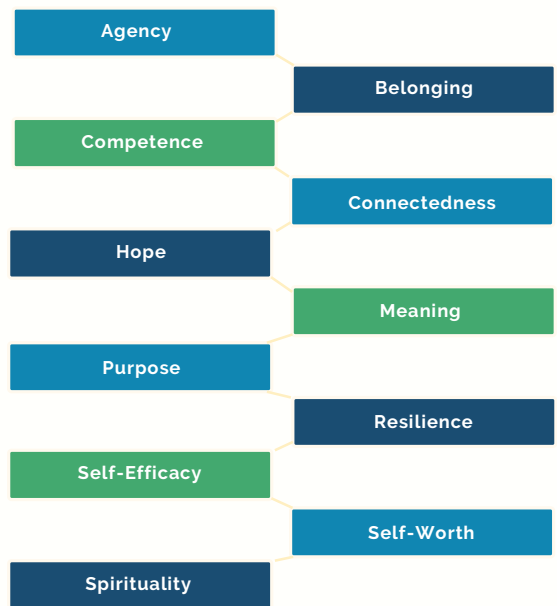 Agency
Belonging
Competence
Connectedness
Hope
Meaning
Purpose
Resilience
Self-Efficacy
Self-Worth
Spirituality